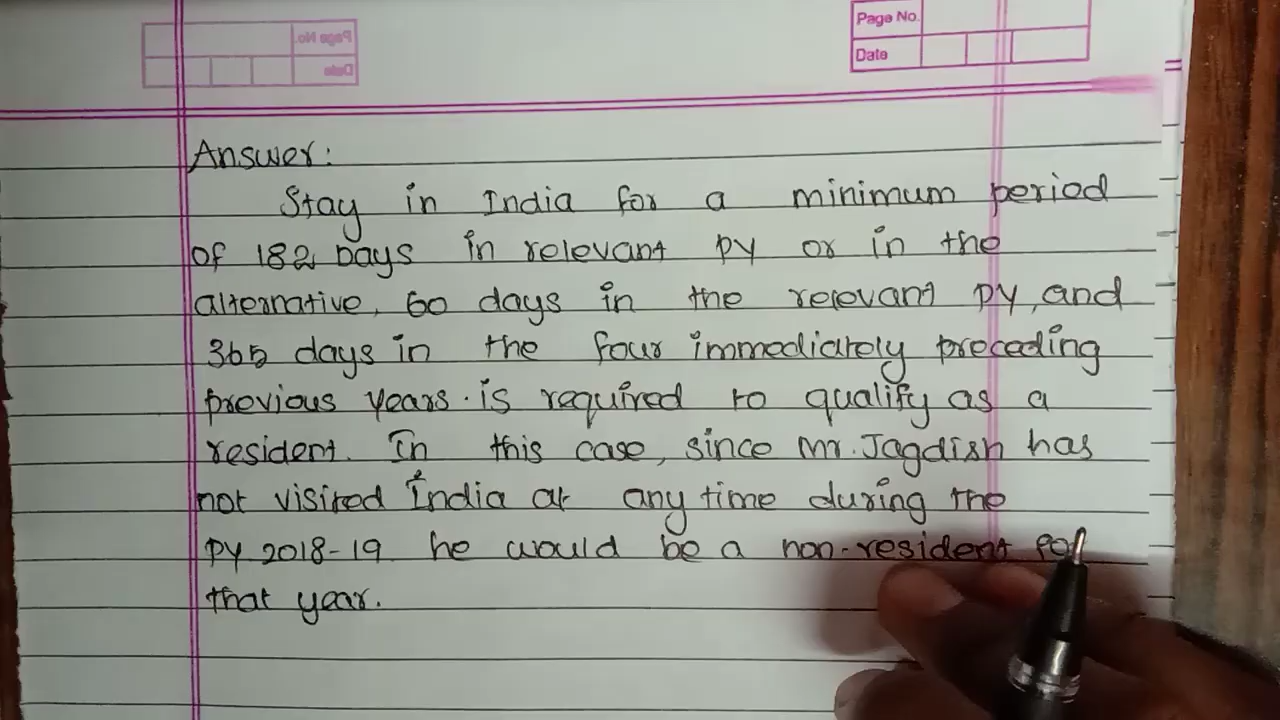 Page No.
Date
Answer:
Stay in India for a minimum period
of 182 Days in relevant PY or in the
alternative, 60 days in the relevant PY, and
365 days in the four immediately preceding
previous years. is required to qualify as a
resident. In this case, since Mr. Jagdish has
not visited India at any time during the
PY 2018-19 he would be a non-resident for
that year.